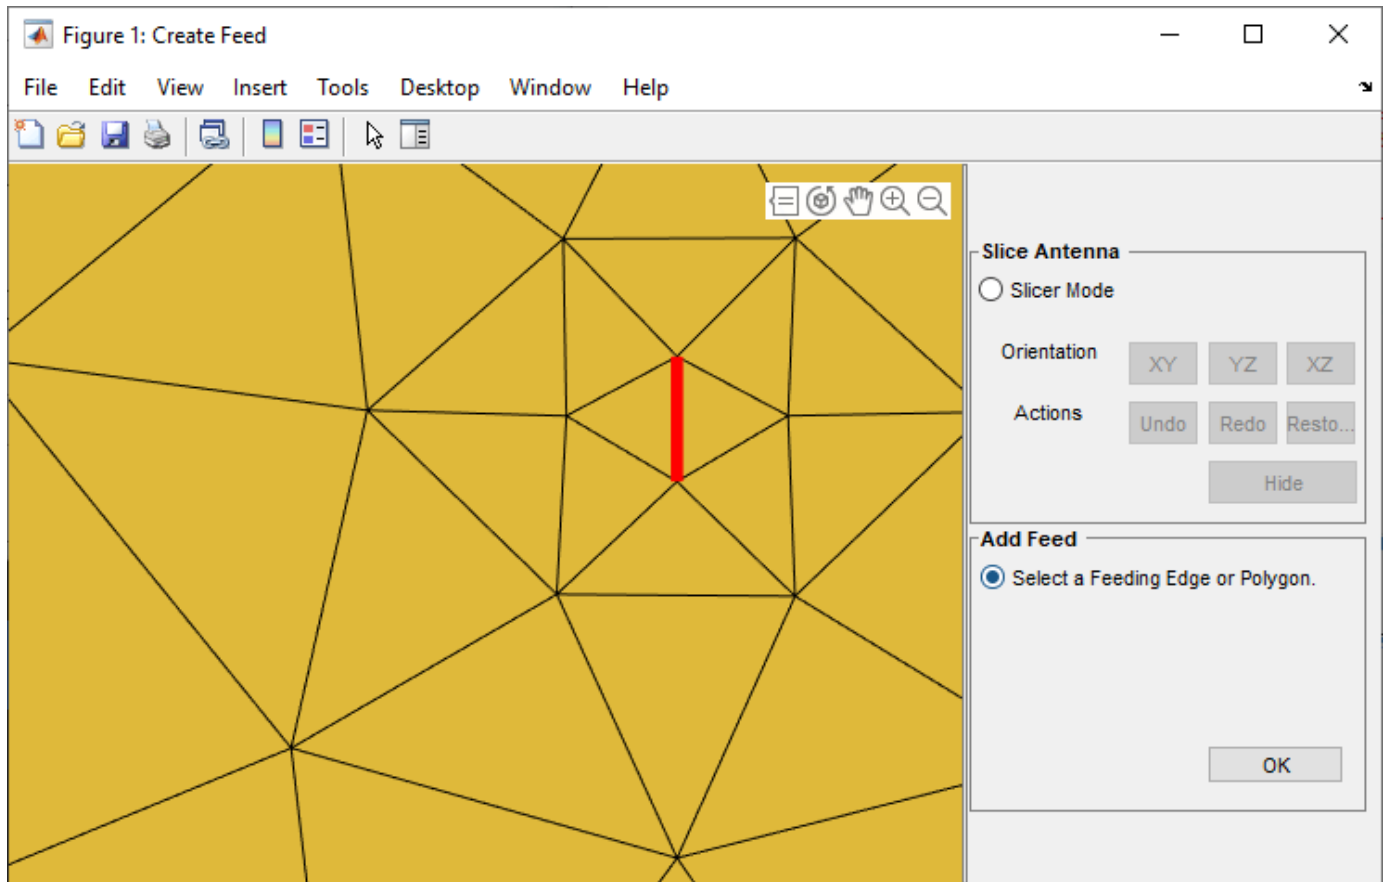 Figure 1: Create Feed
File Edit View Insert Tools Desktop Window Help
Slice Antenna
Slicer Mode
Orientation XY YZ XZ
Actions Undo Redo Resto...
Hide
Add Feed
Select a Feeding Edge or Polygon.
OK